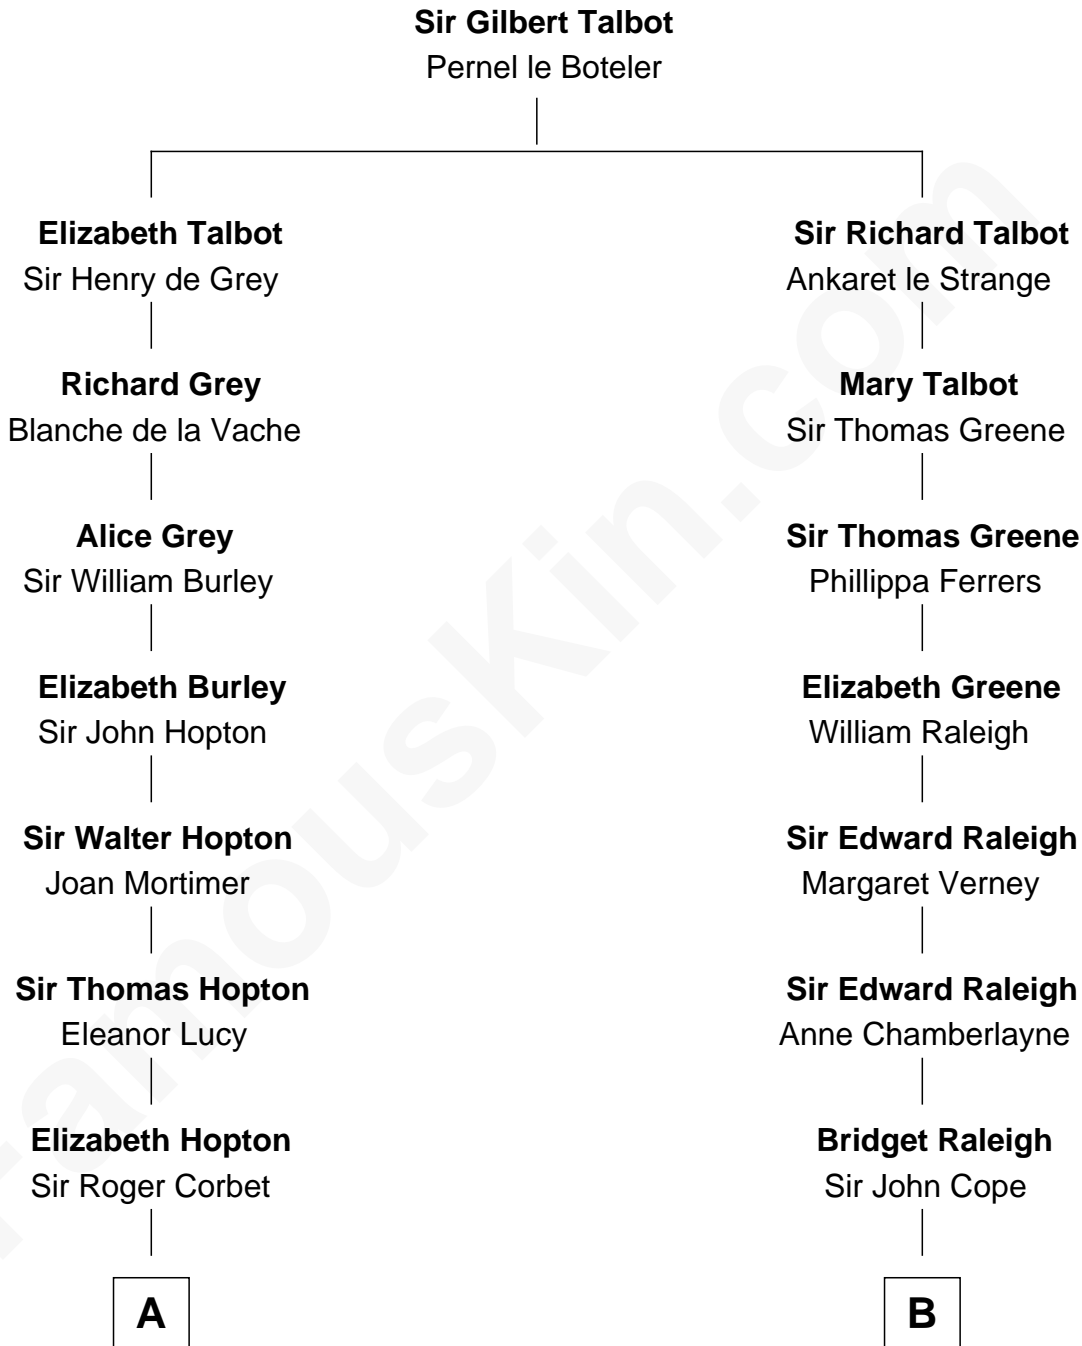 Sir Gilbert Talbot
Pernel le Boteler
Elizabeth Talbot
Sir Henry de Grey
Richard Grey
Blanche de la Vache
Alice Grey
Sir William Burley
Elizabeth Burley
Sir John Hopton
Sir Walter Hopton
Joan Mortimer
Sir Thomas Hopton
Eleanor Lucy
Elizabeth Hopton
Sir Roger Corbet
A
Sir Richard Talbot
Ankaret le Strange
Mary Talbot
Sir Thomas Greene
Sir Thomas Greene
Phillippa Ferrers
Elizabeth Greene
William Raleigh
Sir Edward Raleigh
Margaret Verney
Sir Edward Raleigh
Anne Chamberlayne
Bridget Raleigh
Sir John Cope
B
FamousKin.com